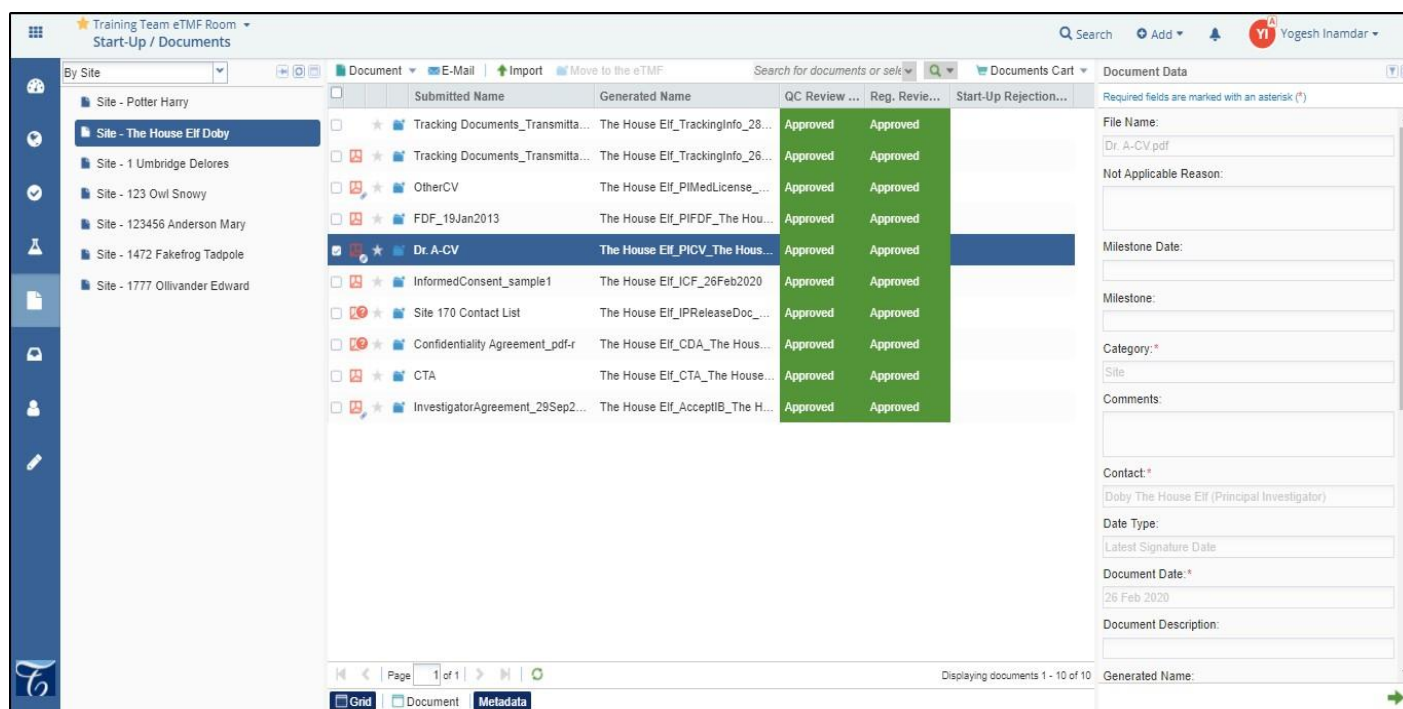 Training Team eTMF Room
Start-Up / Documents
Search
Add
A
YI
Yogesh Inamdar
By Site
Site - Potter Harry
Site - The House Elf Doby
Site - 1 Umbridge Delores
Site - 123 Owl Snowy
Site - 123456 Anderson Mary
Site - 1472 Fakefrog Tadpole
Site - 1777 Ollivander Edward
Document E-Mail Import Move to the eTMF Search for documents or sele Documents Cart
Submitted Name Generated Name QC Review ... Reg. Revie... Start-Up Rejection...
Tracking Documents_Transmitta... The House Elf_TrackingInfo_28... Approved Approved
Tracking Documents_Transmitta... The House Elf_TrackingInfo_26... Approved Approved
OtherCV The House Elf_PIMedLicense_... Approved Approved
FDF_19Jan2013 The House Elf_PIFDF_The Hou... Approved Approved
Dr. A-CV The House Elf_PICV_The Hous... Approved Approved
InformedConsent_sample1 The House Elf_ICF_26Feb2020 Approved Approved
Site 170 Contact List The House Elf_IPReleaseDoc_... Approved Approved
Confidentiality Agreement_pdf-r The House Elf_CDA_The Hous... Approved Approved
CTA The House Elf_CTA_The House... Approved Approved
InvestigatorAgreement_29Sep2... The House Elf_AcceptIB_The H... Approved Approved
Page 1 of 1
Displaying documents 1 - 10 of 10
Grid Document Metadata
Document Data
Required fields are marked with an asterisk (*)
File Name:
Dr. A-CV.pdf
Not Applicable Reason:
Milestone Date:
Milestone:
Category:*
Site
Comments:
Contact:*
Doby The House Elf (Principal Investigator)
Date Type:
Latest Signature Date
Document Date:*
26 Feb 2020
Document Description:
Generated Name: